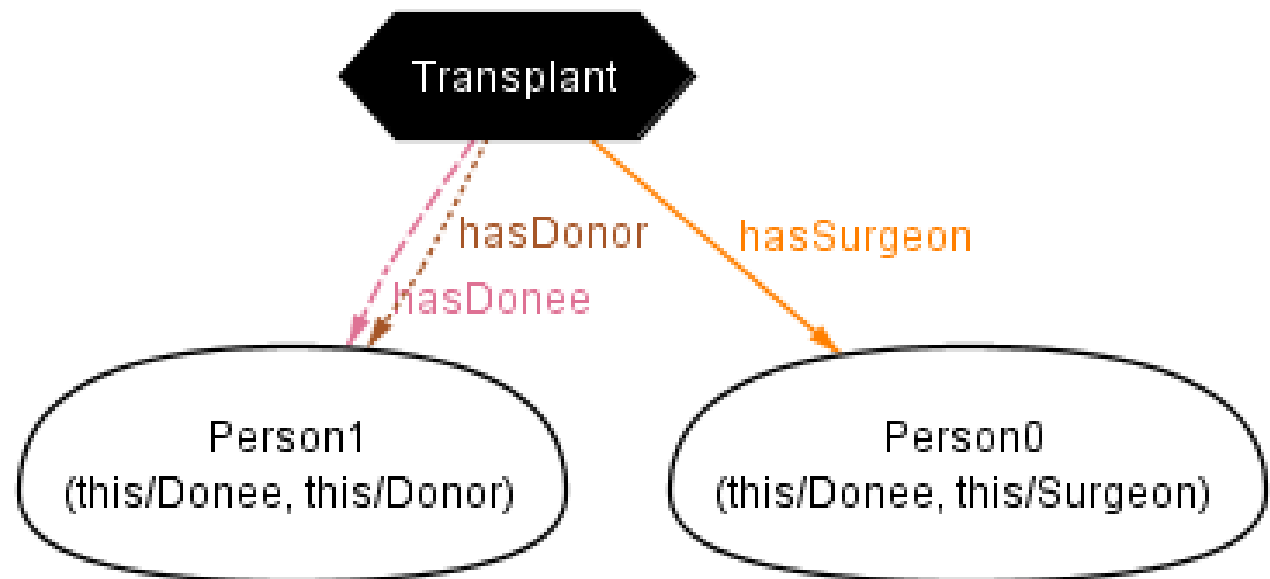 Transplant
hasDonor
hasSurgeon
hasDonee
Person1
(this/Donee, this/Donor)
Person0
(this/Donee, this/Surgeon)